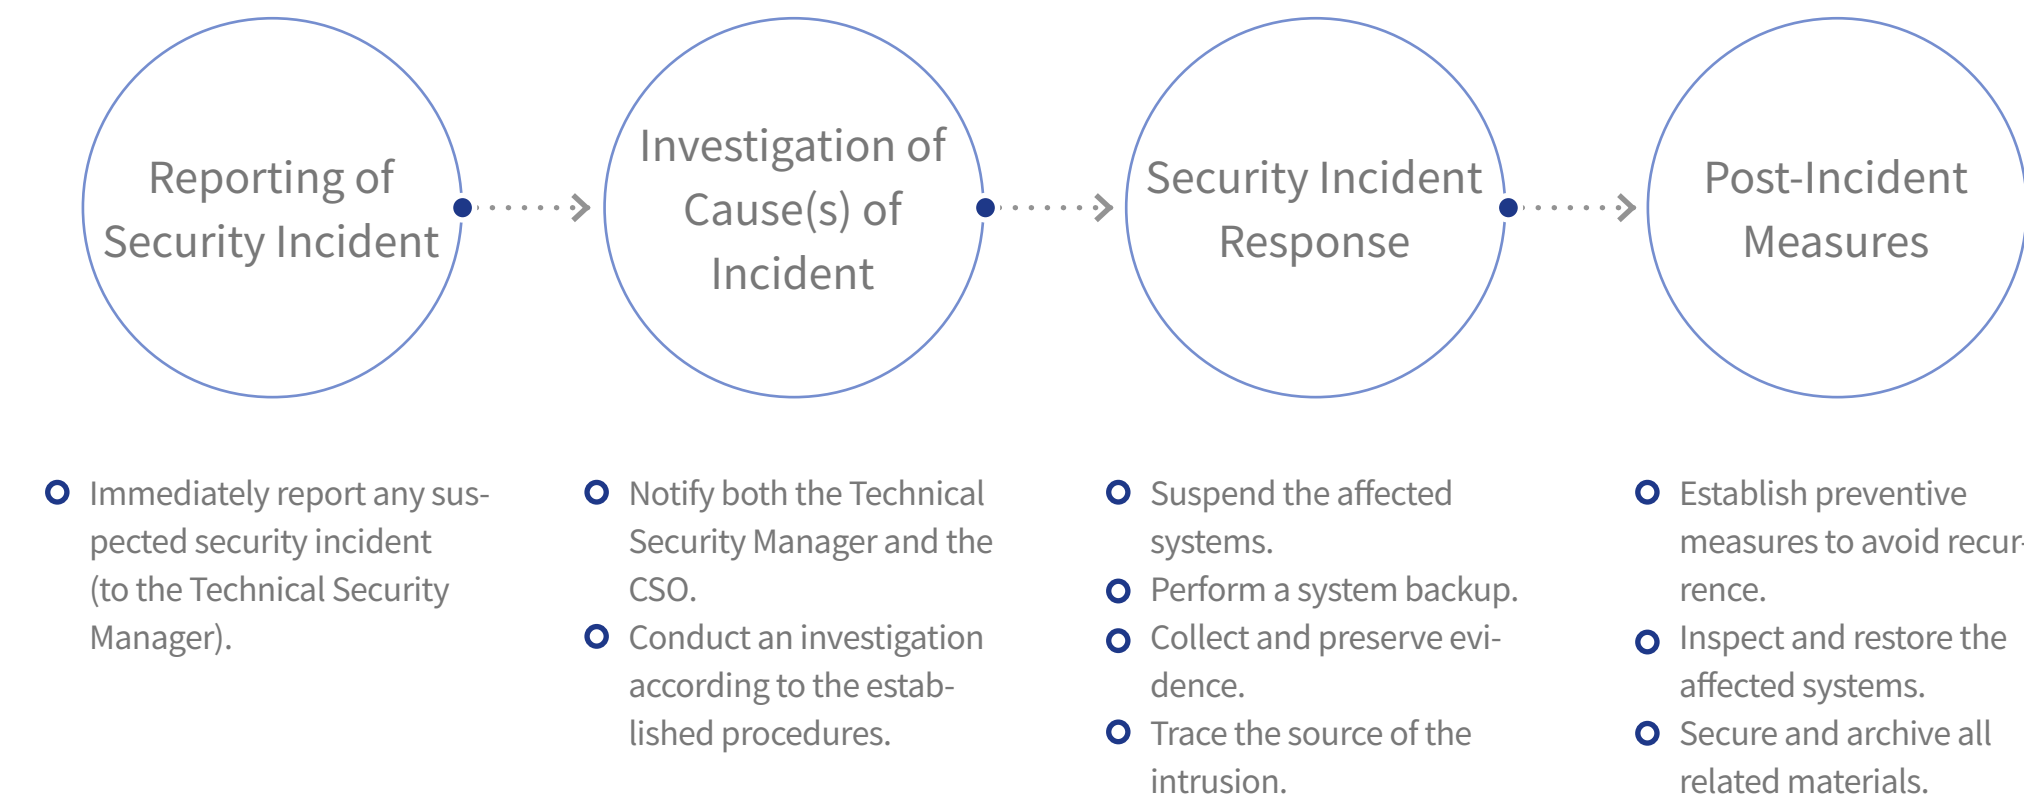 Reporting of
Security Incident
Investigation of
Cause(s) of
Incident
Security Incident
Response
Post-Incident
Measures
Immediately report any sus-
pected security incident
(to the Technical Security
Manager).
Notify both the Technical
Security Manager and the
CSO.
Conduct an investigation
according to the estab-
lished procedures.
Suspend the affected
systems.
Perform a system backup.
Collect and preserve evi-
dence.
Trace the source of the
intrusion.
Establish preventive
measures to avoid recur-
rence.
Inspect and restore the
affected systems.
Secure and archive all
related materials.